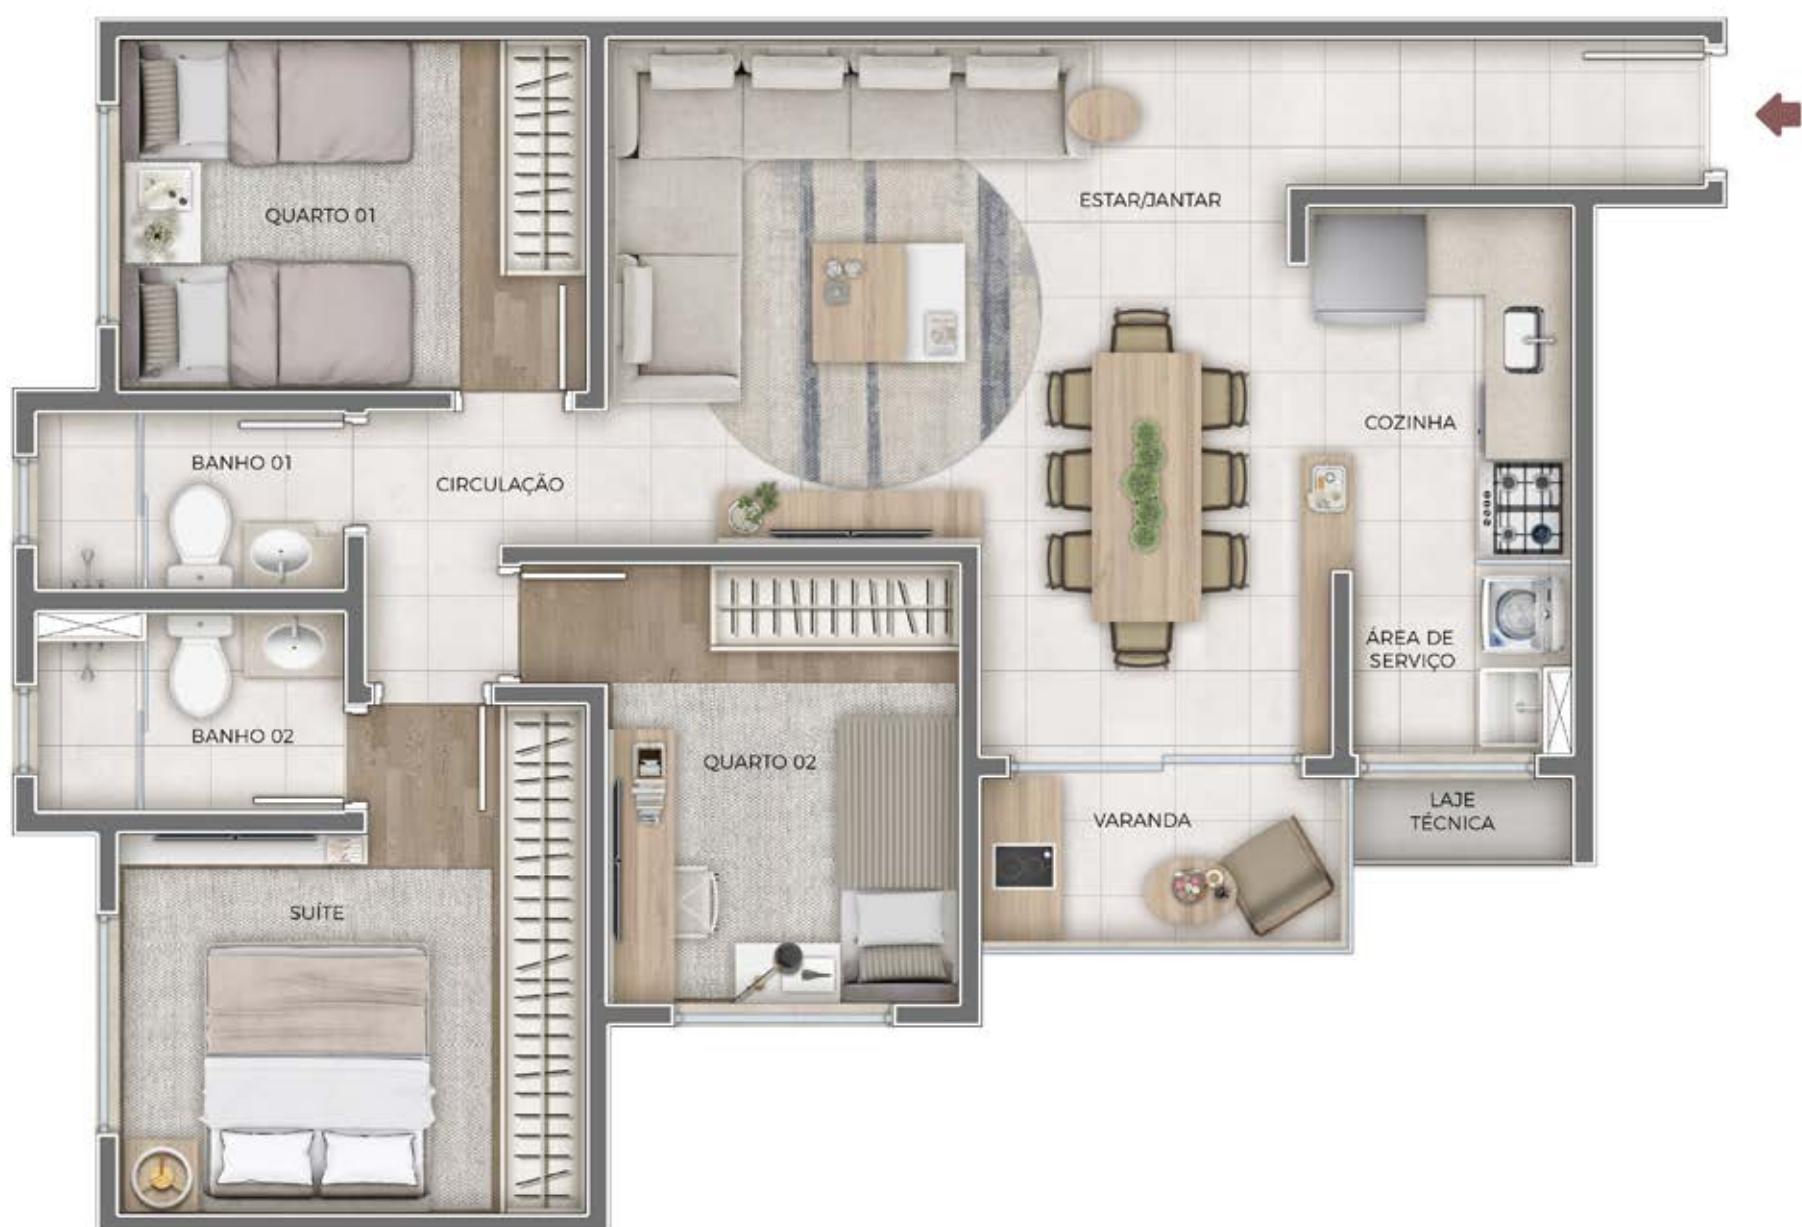 QUARTO 01
ESTAR/JANTAR
COZINHA
BANHO 01
CIRCULAÇÃO
ÁREA DE
SERVIÇO
BANHO 02
QUARTO 02
LAJE
TÉCNICA
VARANDA
SUÍTE